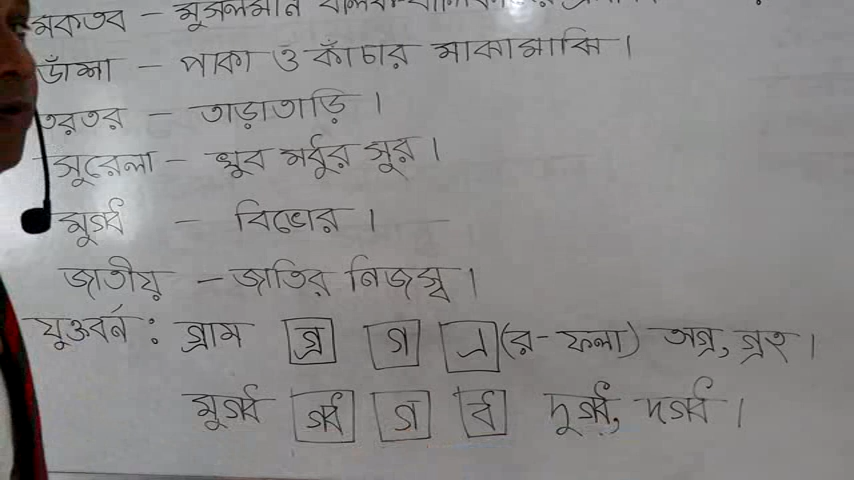 মকতব – মুসলমান
ডাঁশা – পাকা ও কাঁচার মাঝামাঝি।
তরতর – তাড়াতাড়ি।
সুরেলা – খুব মধুর সুর।
মুগ্ধ – বিভোর।
জাতীয় – জাতির নিজস্ব।
যুক্তবর্ন : গ্রাম গ্র গ ্র (র-ফলা) অগ্র, গ্রহ।
মুগ্ধ গ্ধ গ ধ দুগ্ধ, দগ্ধ।